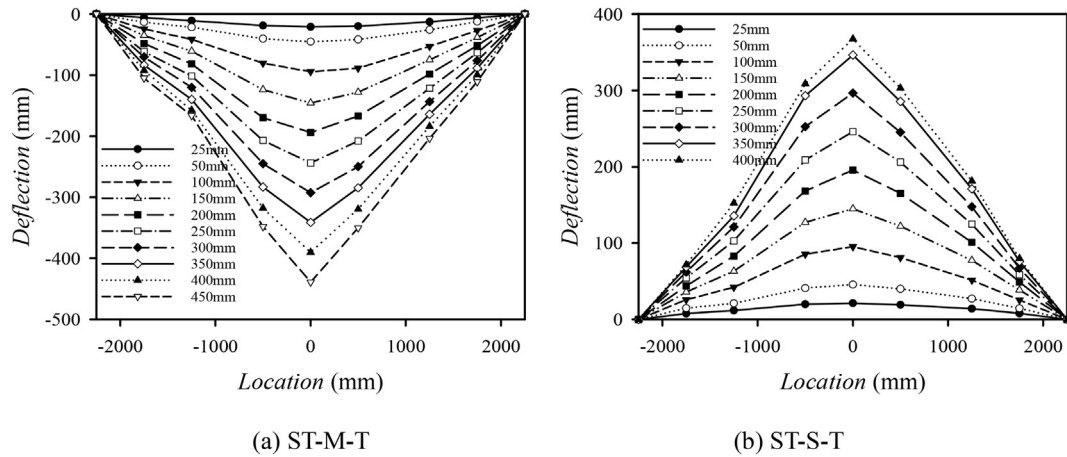 0
-100
-200
-300
-400
-500
Deflection (mm)
25mm
50mm
100mm
150mm
200mm
250mm
300mm
350mm
400mm
450mm
-2000 -1000 0 1000 2000
Location (mm)
(a) ST-M-T
400
300
200
100
0
Deflection (mm)
25mm
50mm
100mm
150mm
200mm
250mm
300mm
350mm
400mm
-2000 -1000 0 1000 2000
Location (mm)
(b) ST-S-T